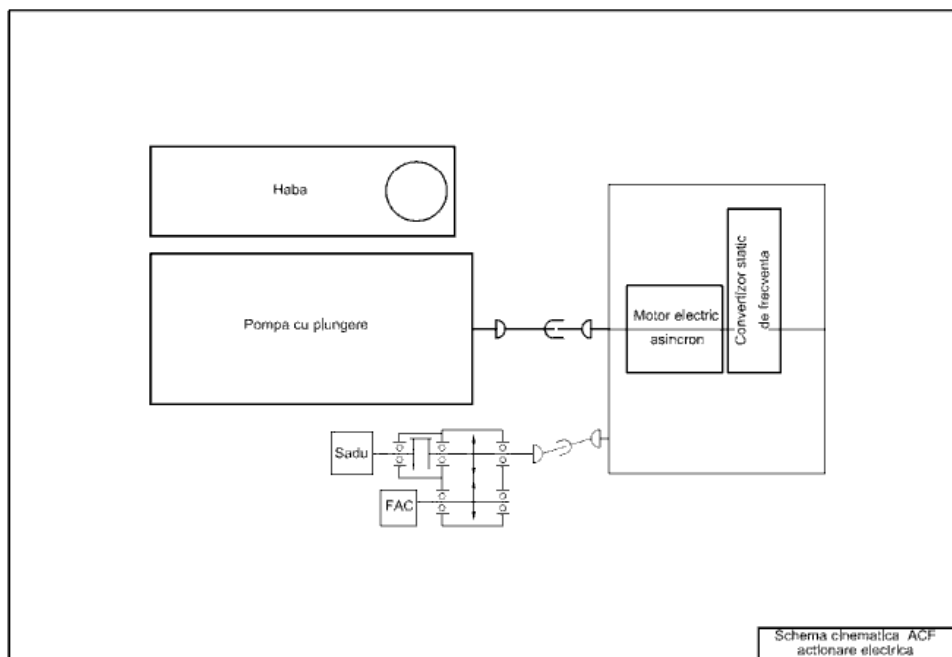 Haba
Pompa cu plungere
Motor electric
asincron
Convertizor static
de frecventa
Sadu
FAC
Schema cinematica ACF
actionare electrica